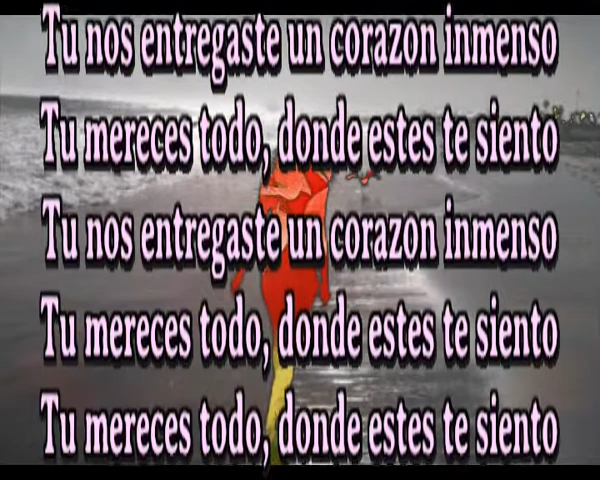 Tu nos entregaste un corazon inmenso
Tu mereces todo, donde estes te siento
Tu nos entregaste un corazon inmenso
Tu mereces todo, donde estes te siento
Tu mereces todo, donde estes te siento